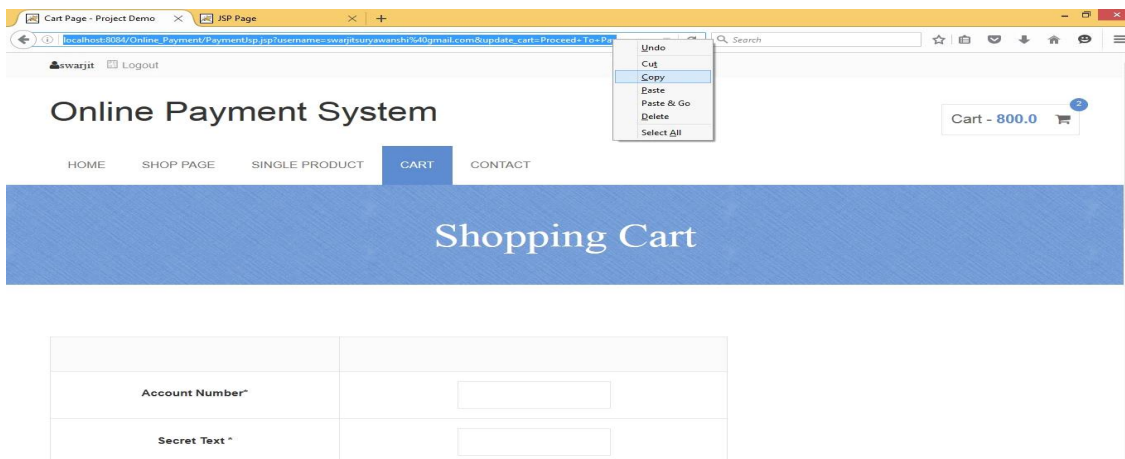 Cart Page - Project Demo
JSP Page
localhost:8084/Online_Payment/PaymentJsp.jsp?username=swarjitsuryawanshi%40gmail.com&update_cart=Proceed+To+Pa
Search
swarjit Logout
Undo
Cut
Copy
Paste
Paste & Go
Delete
Select All
Online Payment System
Cart - 800.0
2
HOME SHOP PAGE SINGLE PRODUCT CART CONTACT
Shopping Cart
Account Number*
Secret Text *